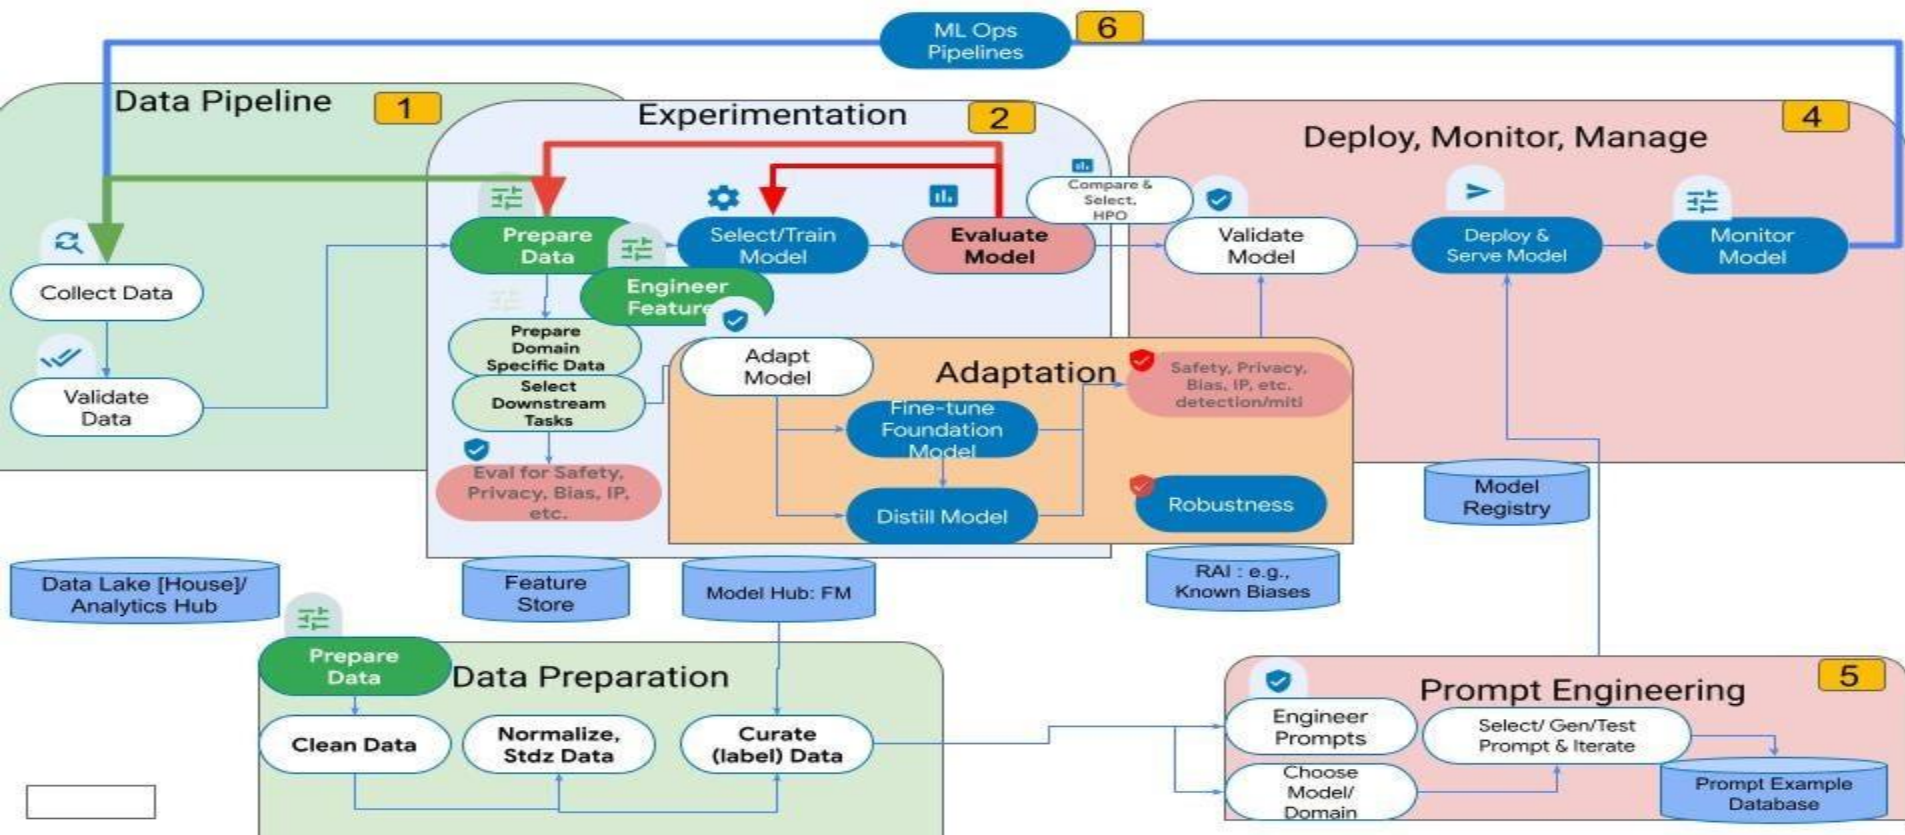 ML Ops
Pipelines
6
Data Pipeline
1
Experimentation
2
Deploy, Monitor, Manage
4
Collect Data
Validate
Data
Prepare
Data
Engineer
Feature
Select/Train
Model
Evaluate
Model
Compare &
Select,
HPO
Validate
Model
Deploy &
Serve Model
Monitor
Model
Prepare
Domain
Specific Data
Select
Downstream
Tasks
Eval for Safety,
Privacy, Bias, IP,
etc.
Adapt
Model
Adaptation
Fine-tune
Foundation
Model
Distill Model
Safety, Privacy,
Bias, IP, etc.
detection/miti
Robustness
Model
Registry
Data Lake [House]/
Analytics Hub
Feature
Store
Model Hub: FM
RAI : e.g.,
Known Biases
Prepare
Data
Data Preparation
Clean Data
Normalize,
Stdz Data
Curate
(label) Data
Prompt Engineering
5
Engineer
Prompts
Select/ Gen/Test
Prompt & Iterate
Choose
Model/
Domain
Prompt Example
Database